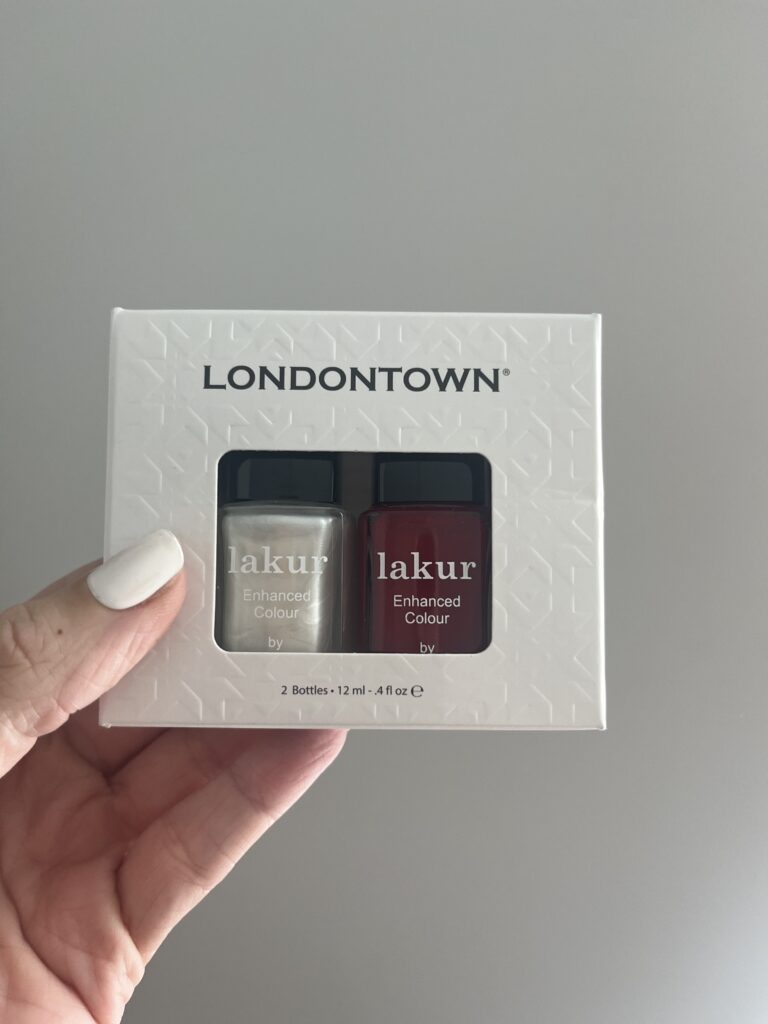 LONDONTOWN®
lakur
Enhanced
Colour
by
lakur
Enhanced
Colour
by
2 Bottles • 12 ml - .4 fl oz ℮